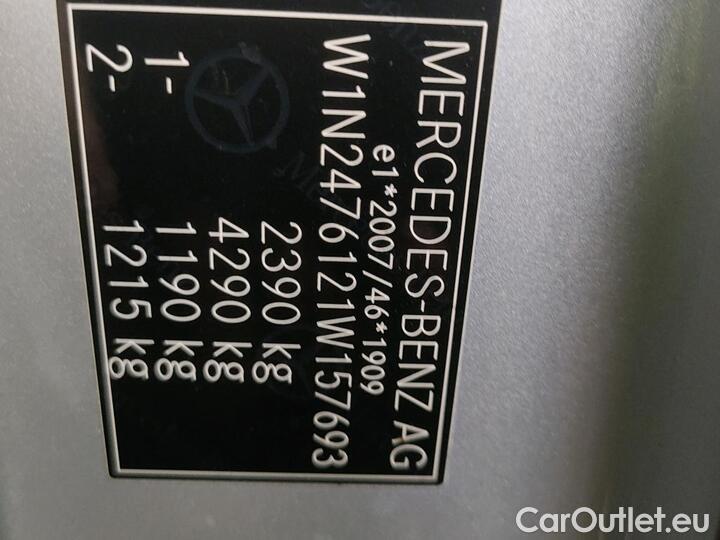 MERCEDES-BENZ AG
e1*2007/46*1909
W1N2476121W157693
2390 kg
4290 kg
1- 1190 kg
2- 1215 kg
CarOutlet.eu